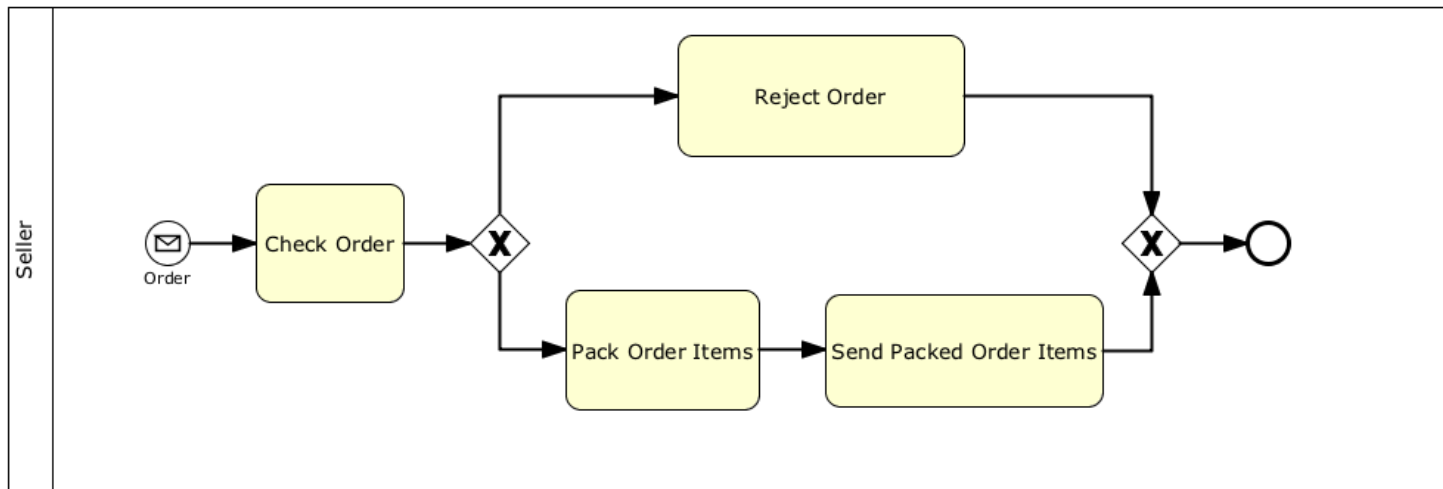 Seller
Order
Check Order
Reject Order
Pack Order Items
Send Packed Order Items